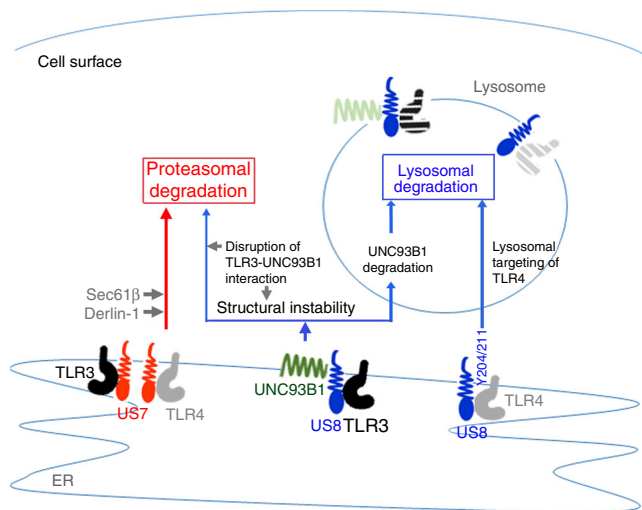 Cell surface
Lysosome
Proteasomal
degradation
Lysosomal
degradation
Disruption of
TLR3-UNC93B1
interaction
UNC93B1
degradation
Lysosomal
targeting of
TLR4
Sec61β
Derlin-1
Structural instability
Y204/211
TLR3
US7
TLR4
UNC93B1
US8
TLR3
TLR4
US8
ER